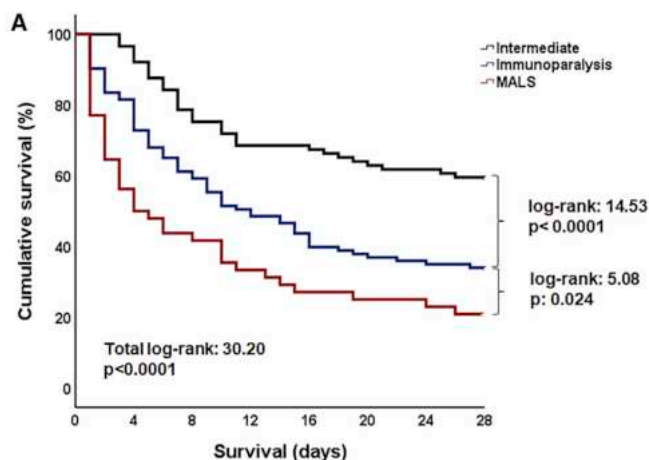 A
Intermediate
Immunoparalysis
MALS
Cumulative survival (%)
100
80
60
40
20
0
log-rank: 14.53
p< 0.0001
log-rank: 5.08
p: 0.024
Total log-rank: 30.20
p<0.0001
0 4 8 12 16 20 24 28
Survival (days)